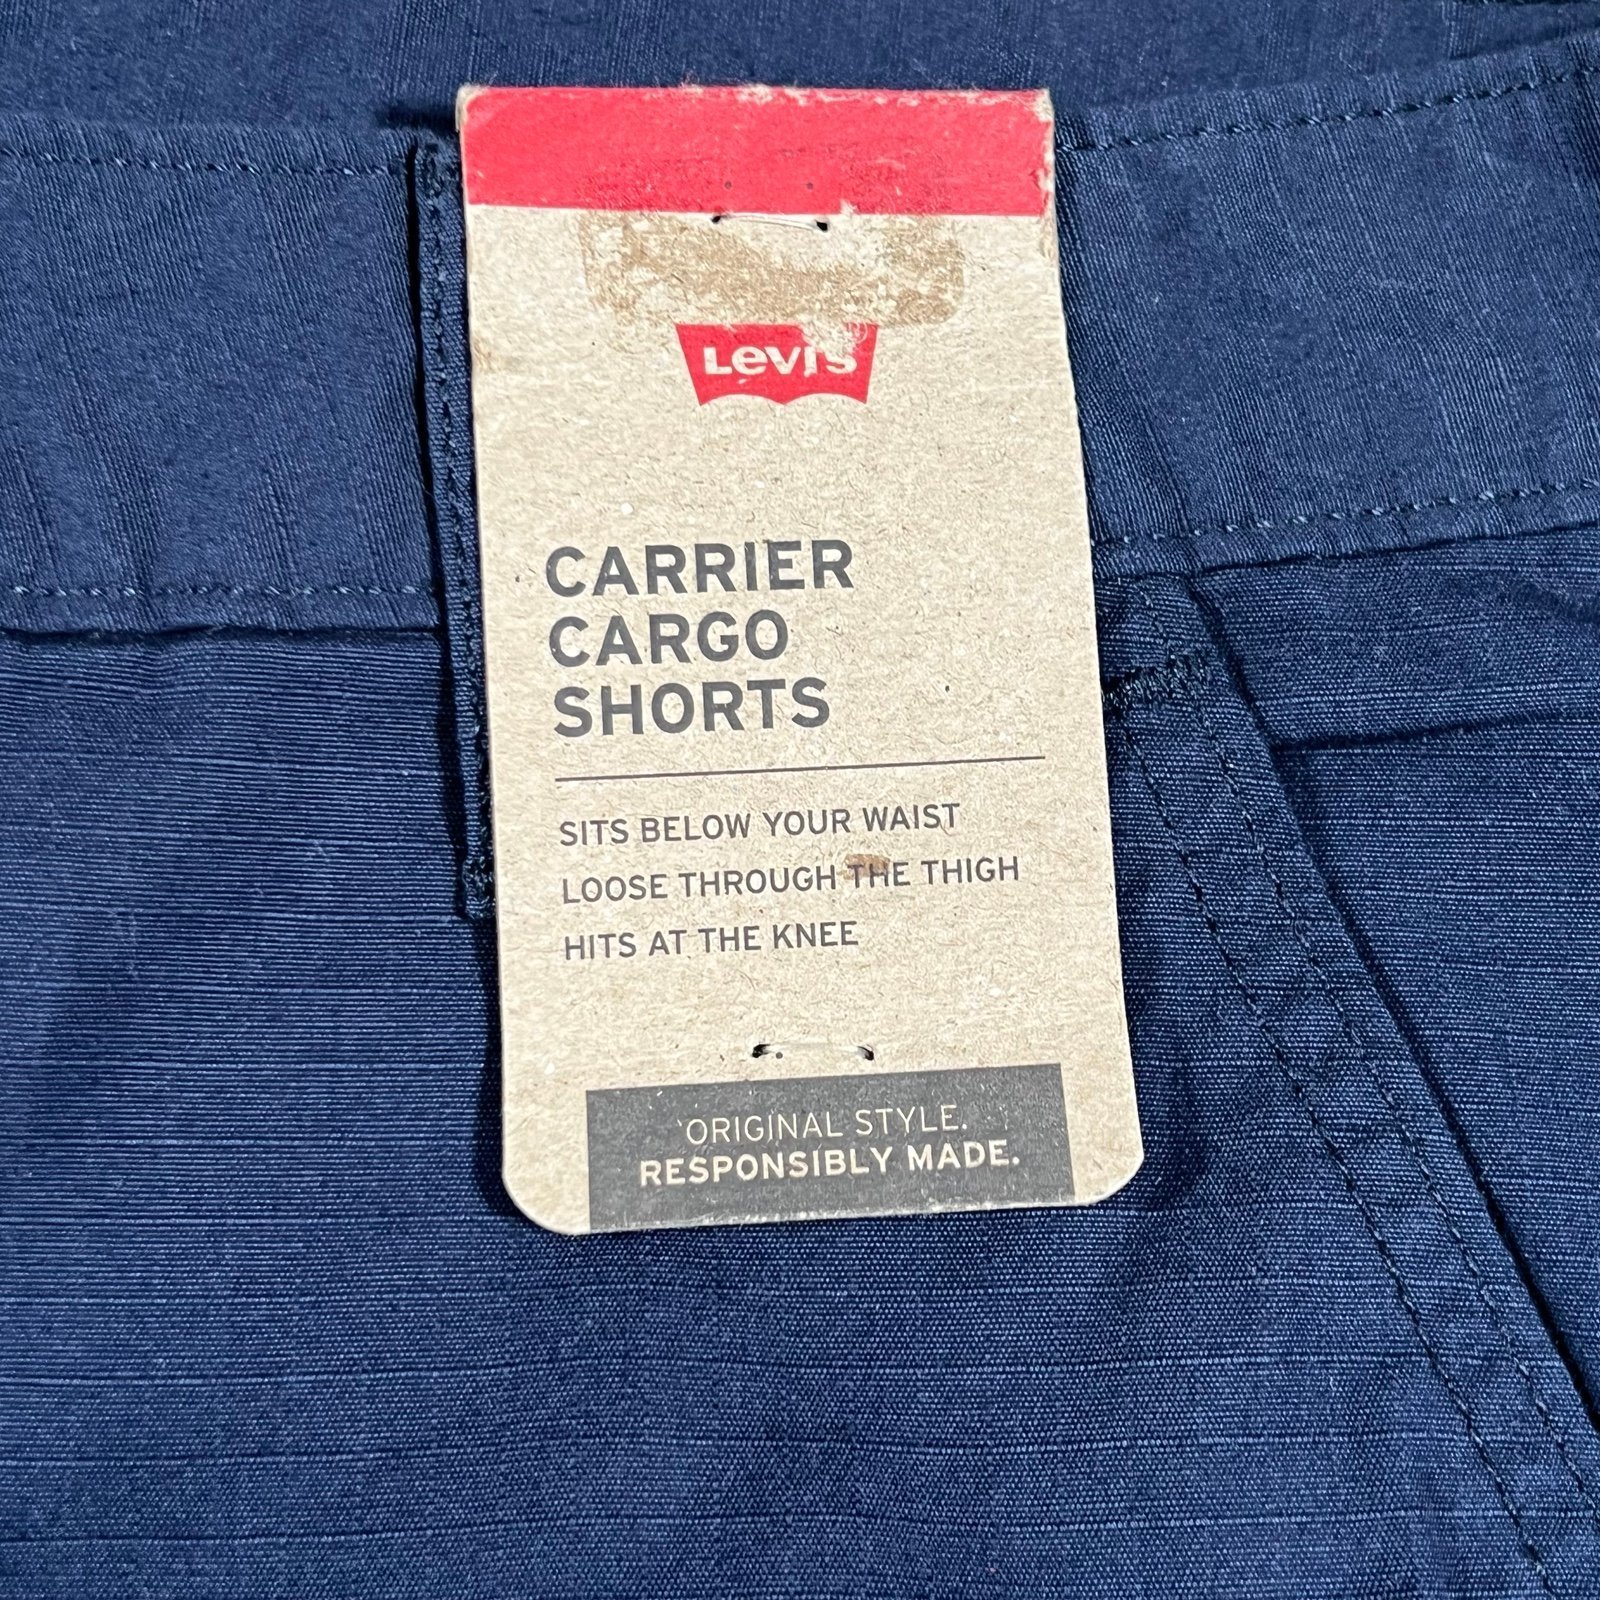 Levi's
CARRIER
CARGO
SHORTS
SITS BELOW YOUR WAIST
LOOSE THROUGH THE THIGH
HITS AT THE KNEE
ORIGINAL STYLE.
RESPONSIBLY MADE.